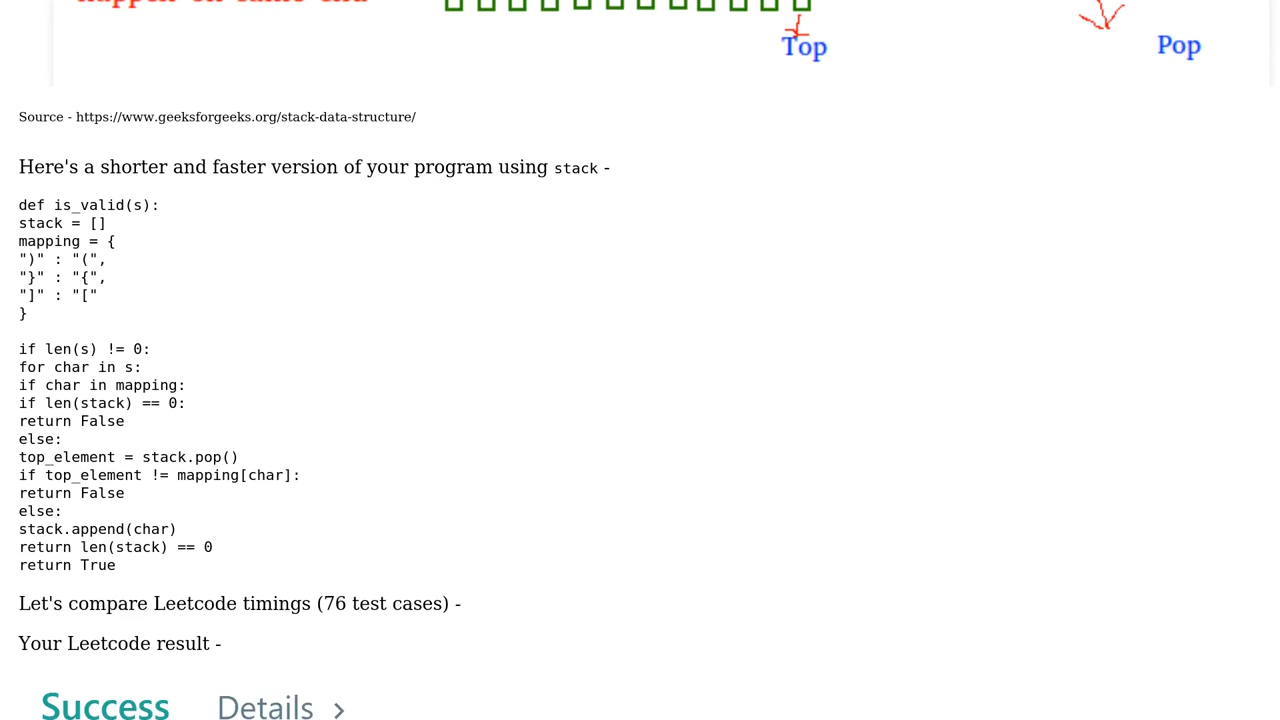 happen on same end
Top
Pop
Source - https://www.geeksforgeeks.org/stack-data-structure/
Here's a shorter and faster version of your program using stack -
def is_valid(s):
stack = []
mapping = {
")" : "(",
"}" : "{",
"]" : "["
}
if len(s) != 0:
for char in s:
if char in mapping:
if len(stack) == 0:
return False
else:
top_element = stack.pop()
if top_element != mapping[char]:
return False
else:
stack.append(char)
return len(stack) == 0
return True
Let's compare Leetcode timings (76 test cases) -
Your Leetcode result -
Success Details >